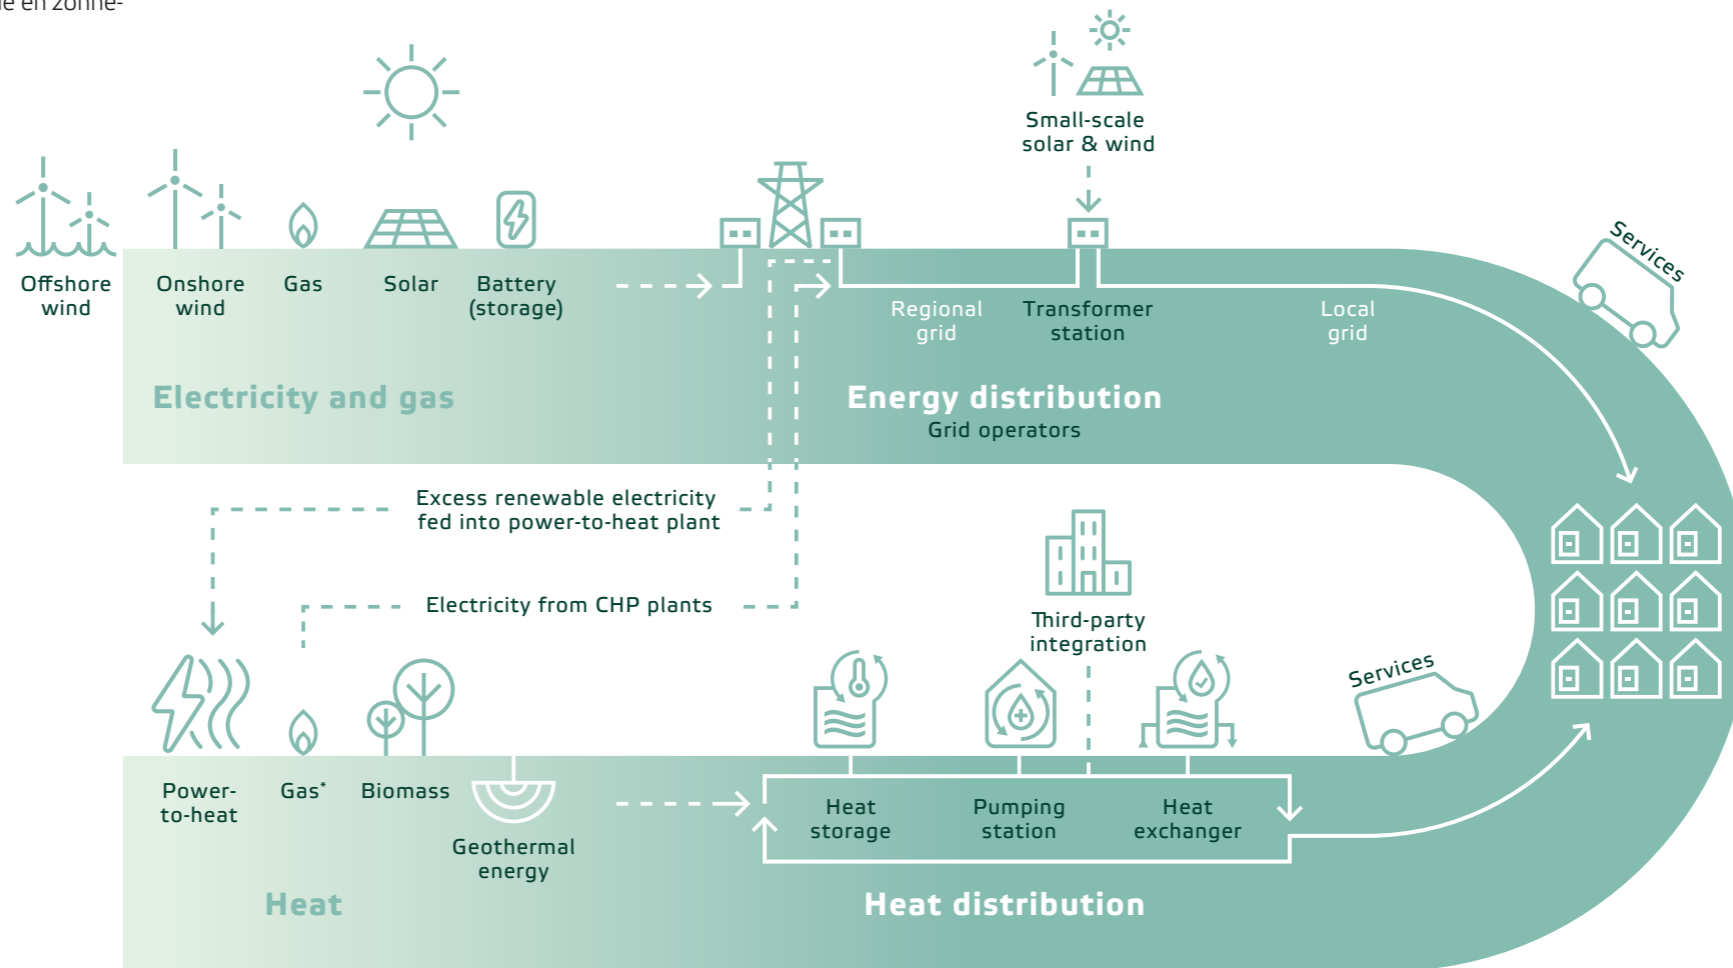 ie en zonne-
Small-scale
solar & wind
Offshore
wind
Onshore
wind
Gas
Solar
Battery
(storage)
Regional
grid
Transformer
station
Local
grid
Services
Electricity and gas
Energy distribution
Grid operators
Excess renewable electricity
fed into power-to-heat plant
Electricity from CHP plants
Third-party
integration
Services
Power-
to-heat
Gas*
Biomass
Geothermal
energy
Heat
storage
Pumping
station
Heat
exchanger
Heat
Heat distribution